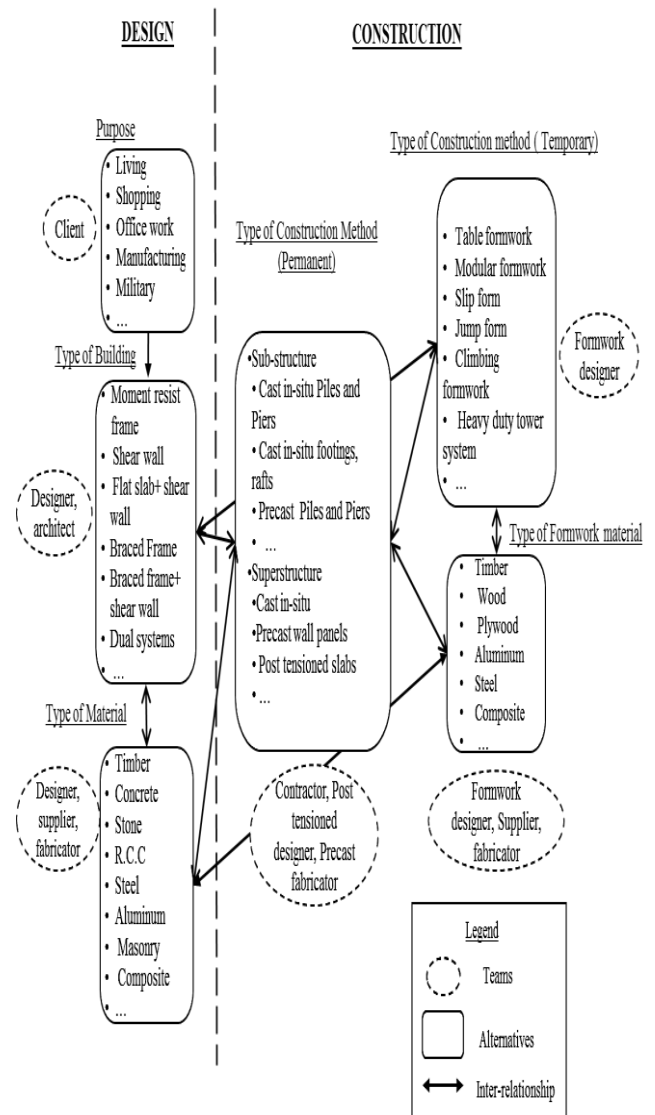 DESIGN
CONSTRUCTION
Purpose
• Living
• Shopping
• Office work
• Manufacturing
• Military
• ...
Client
Type of Building
• Moment resist
frame
• Shear wall
• Flat slab+ shear
wall
• Braced Frame
• Braced frame+
shear wall
• Dual systems
• ...
Designer,
architect
Type of Material
• Timber
• Concrete
• Stone
• R.C.C
• Steel
• Aluminum
• Masonry
• Composite
• ...
Designer,
supplier,
fabricator
Type of Construction Method
(Permanent)
•Sub-structure
• Cast in-situ Piles and
Piers
• Cast in-situ footings,
rafts
• Precast Piles and Piers
• ...
•Superstructure
•Cast in-situ
•Precast wall panels
•Post tensioned slabs
• ...
Contractor, Post
tensioned
designer, Precast
fabricator
Type of Construction method ( Temporary)
• Table formwork
• Modular formwork
• Slip form
• Jump form
• Climbing
formwork
• Heavy duty tower
system
• ...
Formwork
designer
Type of Formwork material
• Timber
• Wood
• Plywood
• Aluminum
• Steel
• Composite
• ...
Formwork
designer, Supplier,
fabricator
Legend
Teams
Alternatives
Inter-relationship